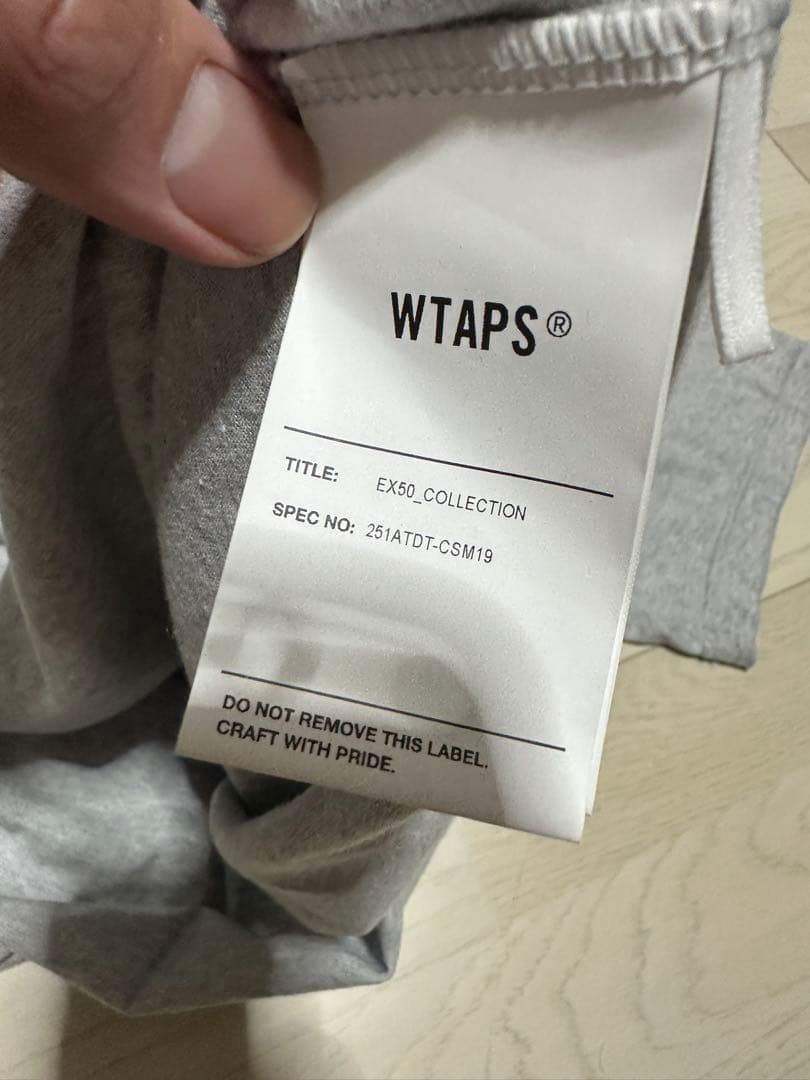 WTAPS®
TITLE: EX50_COLLECTION
SPEC NO: 251ATDT-CSM19
DO NOT REMOVE THIS LABEL.
CRAFT WITH PRIDE.